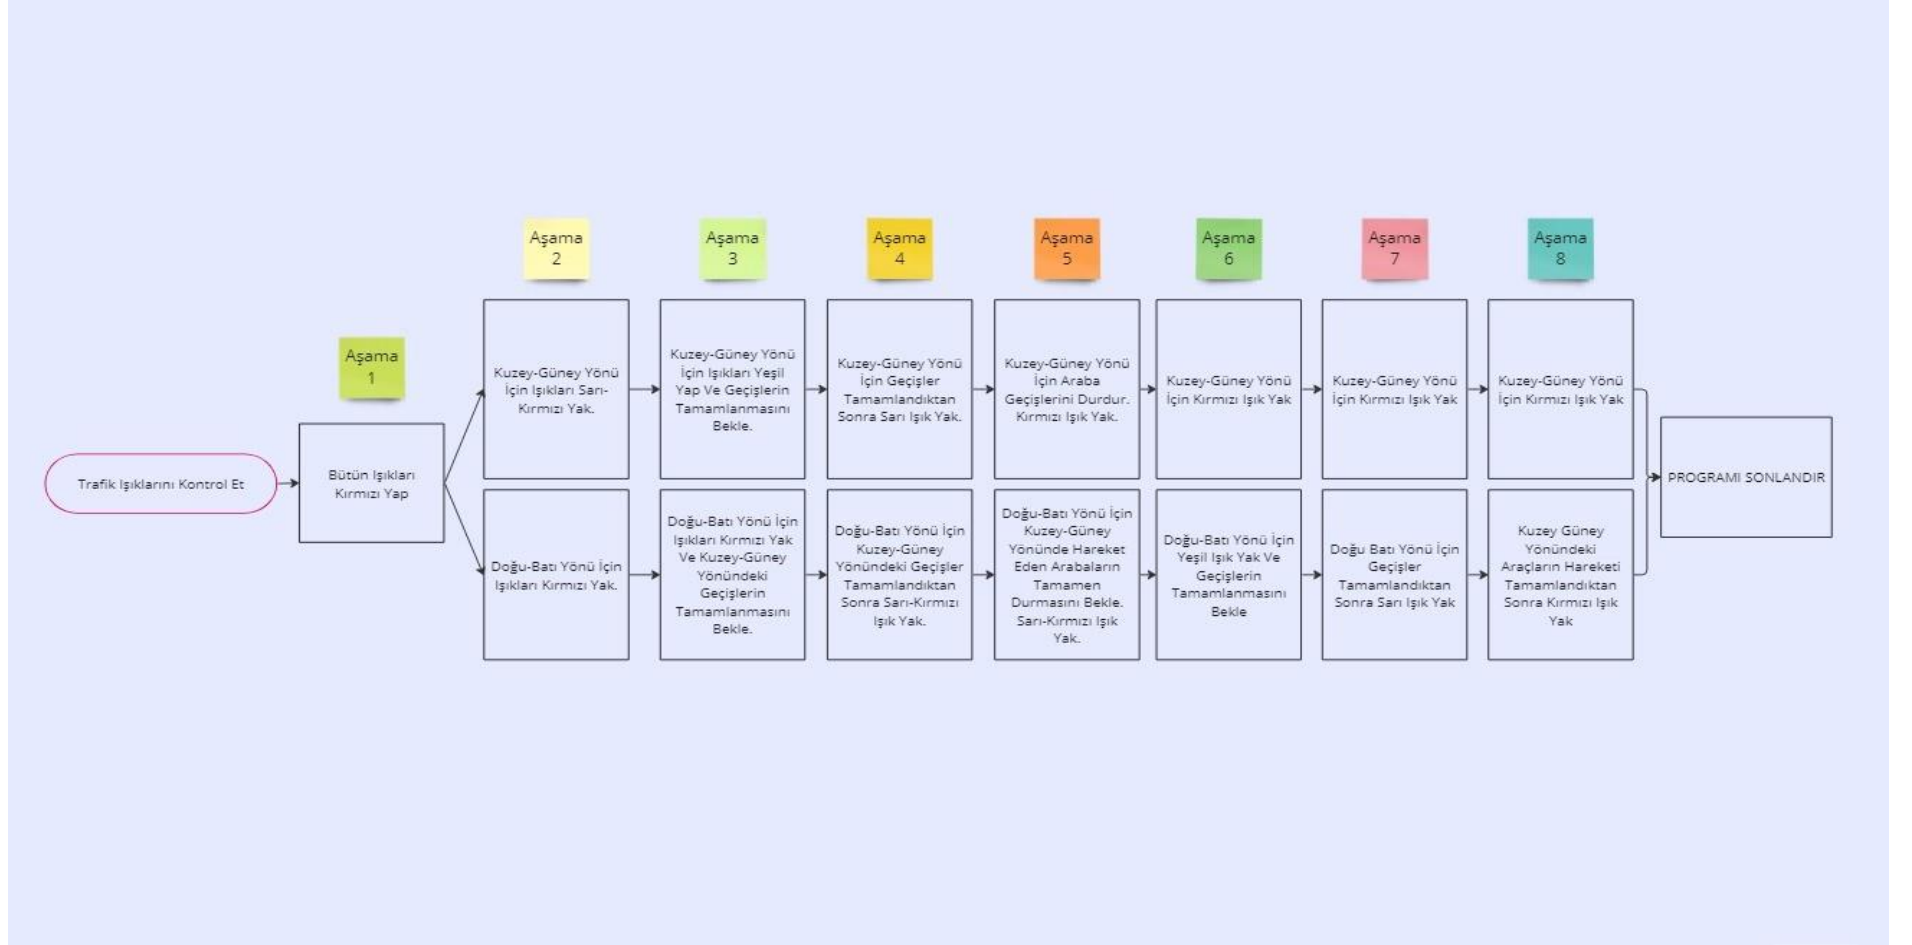 Trafik Işıklarını Kontrol Et
Aşama
1
Bütün Işıkları
Kırmızı Yap
Aşama
2
Kuzey-Güney Yönü
İçin Işıkları Sarı-
Kırmızı Yak.
Doğu-Batı Yönü İçin
Işıkları Kırmızı Yak.
Aşama
3
Kuzey-Güney Yönü
İçin Işıkları Yeşil
Yap Ve Geçişlerin
Tamamlanmasını
Bekle.
Doğu-Batı Yönü İçin
Işıkları Kırmızı Yak
Ve Kuzey-Güney
Yönündeki
Geçişlerin
Tamamlanmasını
Bekle.
Aşama
4
Kuzey-Güney Yönü
İçin Geçişler
Tamamlandıktan
Sonra Sarı Işık Yak.
Doğu-Batı Yönü İçin
Kuzey-Güney
Yönündeki Geçişler
Tamamlandıktan
Sonra Sarı-Kırmızı
Işık Yak.
Aşama
5
Kuzey-Güney Yönü
İçin Araba
Geçişlerini Durdur.
Kırmızı Işık Yak.
Doğu-Batı Yönü İçin
Kuzey-Güney
Yönünde Hareket
Eden Arabaların
Tamamen
Durmasını Bekle.
Sarı-Kırmızı Işık
Yak.
Aşama
6
Kuzey-Güney Yönü
İçin Kırmızı Işık Yak
Doğu-Batı Yönü İçin
Yeşil Işık Yak Ve
Geçişlerin
Tamamlanmasını
Bekle
Aşama
7
Kuzey-Güney Yönü
İçin Kırmızı Işık Yak
Doğu Batı Yönü İçin
Geçişler
Tamamlandıktan
Sonra Sarı Işık Yak
Aşama
8
Kuzey-Güney Yönü
İçin Kırmızı Işık Yak
Kuzey Güney
Yönündeki
Araçların Hareketi
Tamamlandıktan
Sonra Kırmızı Işık
Yak
PROGRAMI SONLANDIR